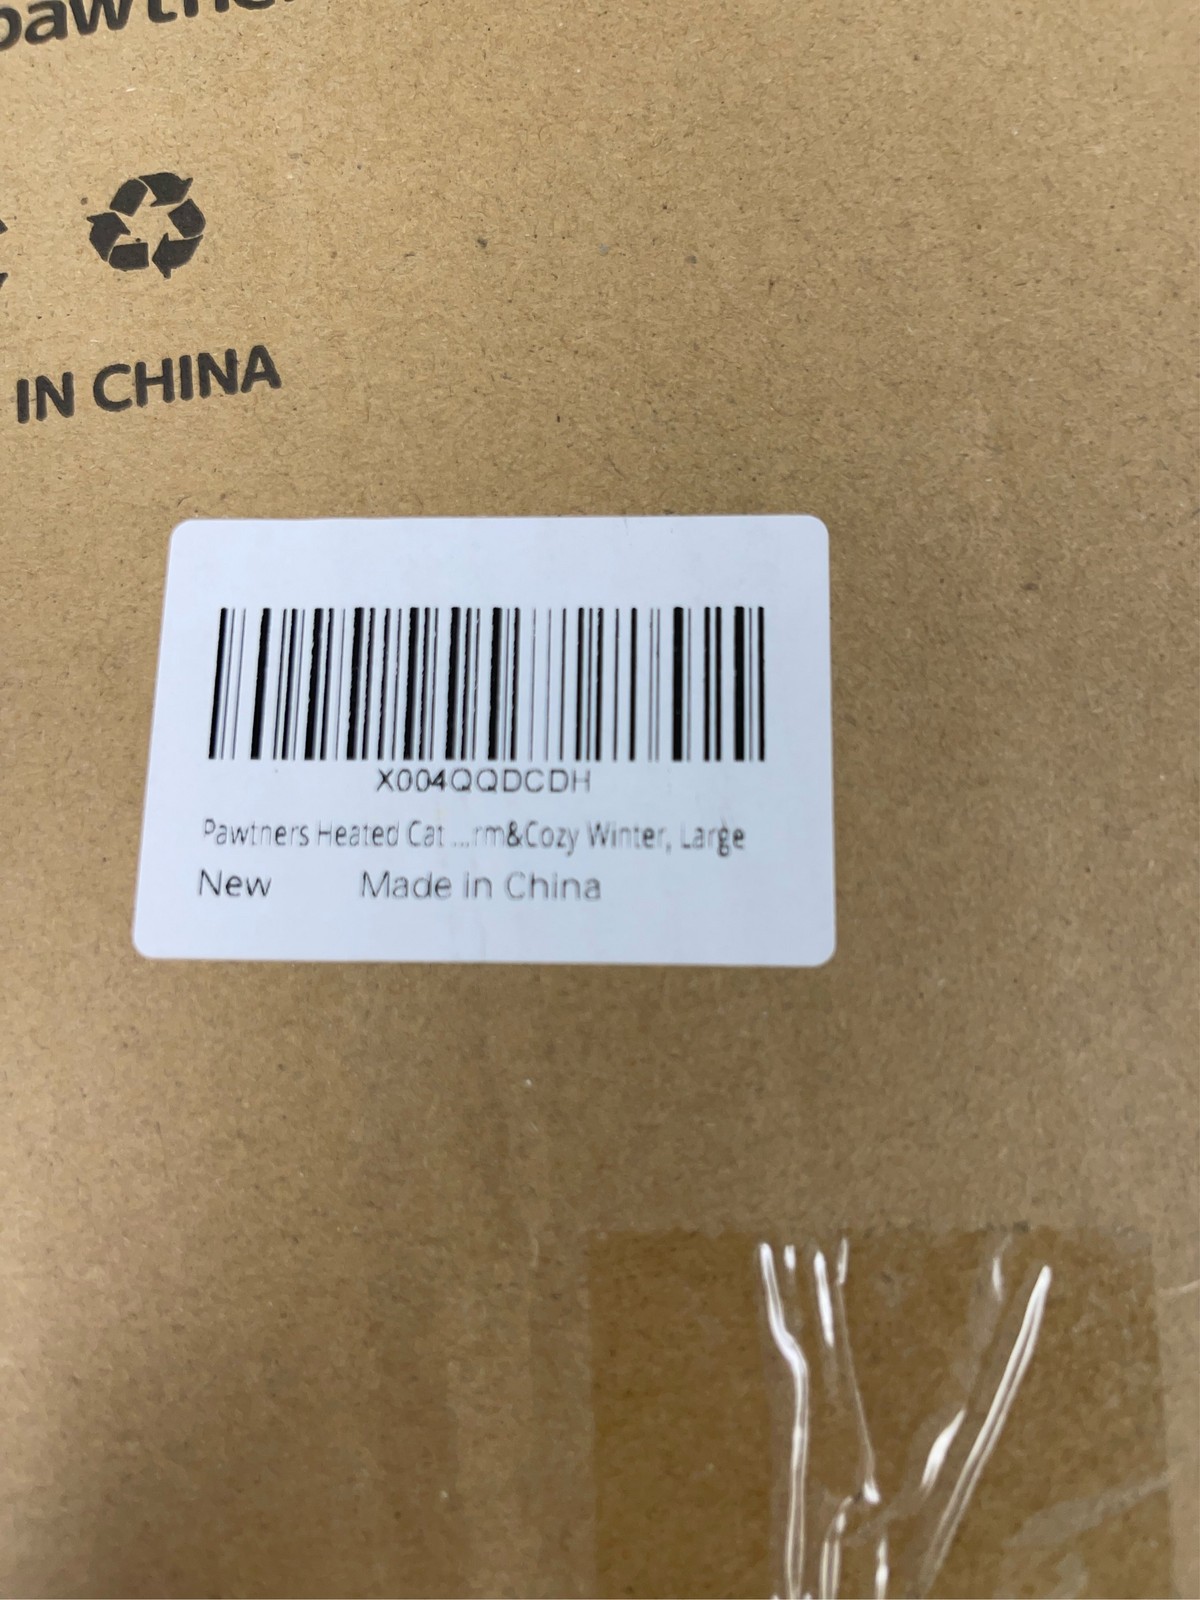 IN CHINA
X004QQDCDH
Pawtners Heated Cat ...rm&Cozy Winter, Large
New Made in China